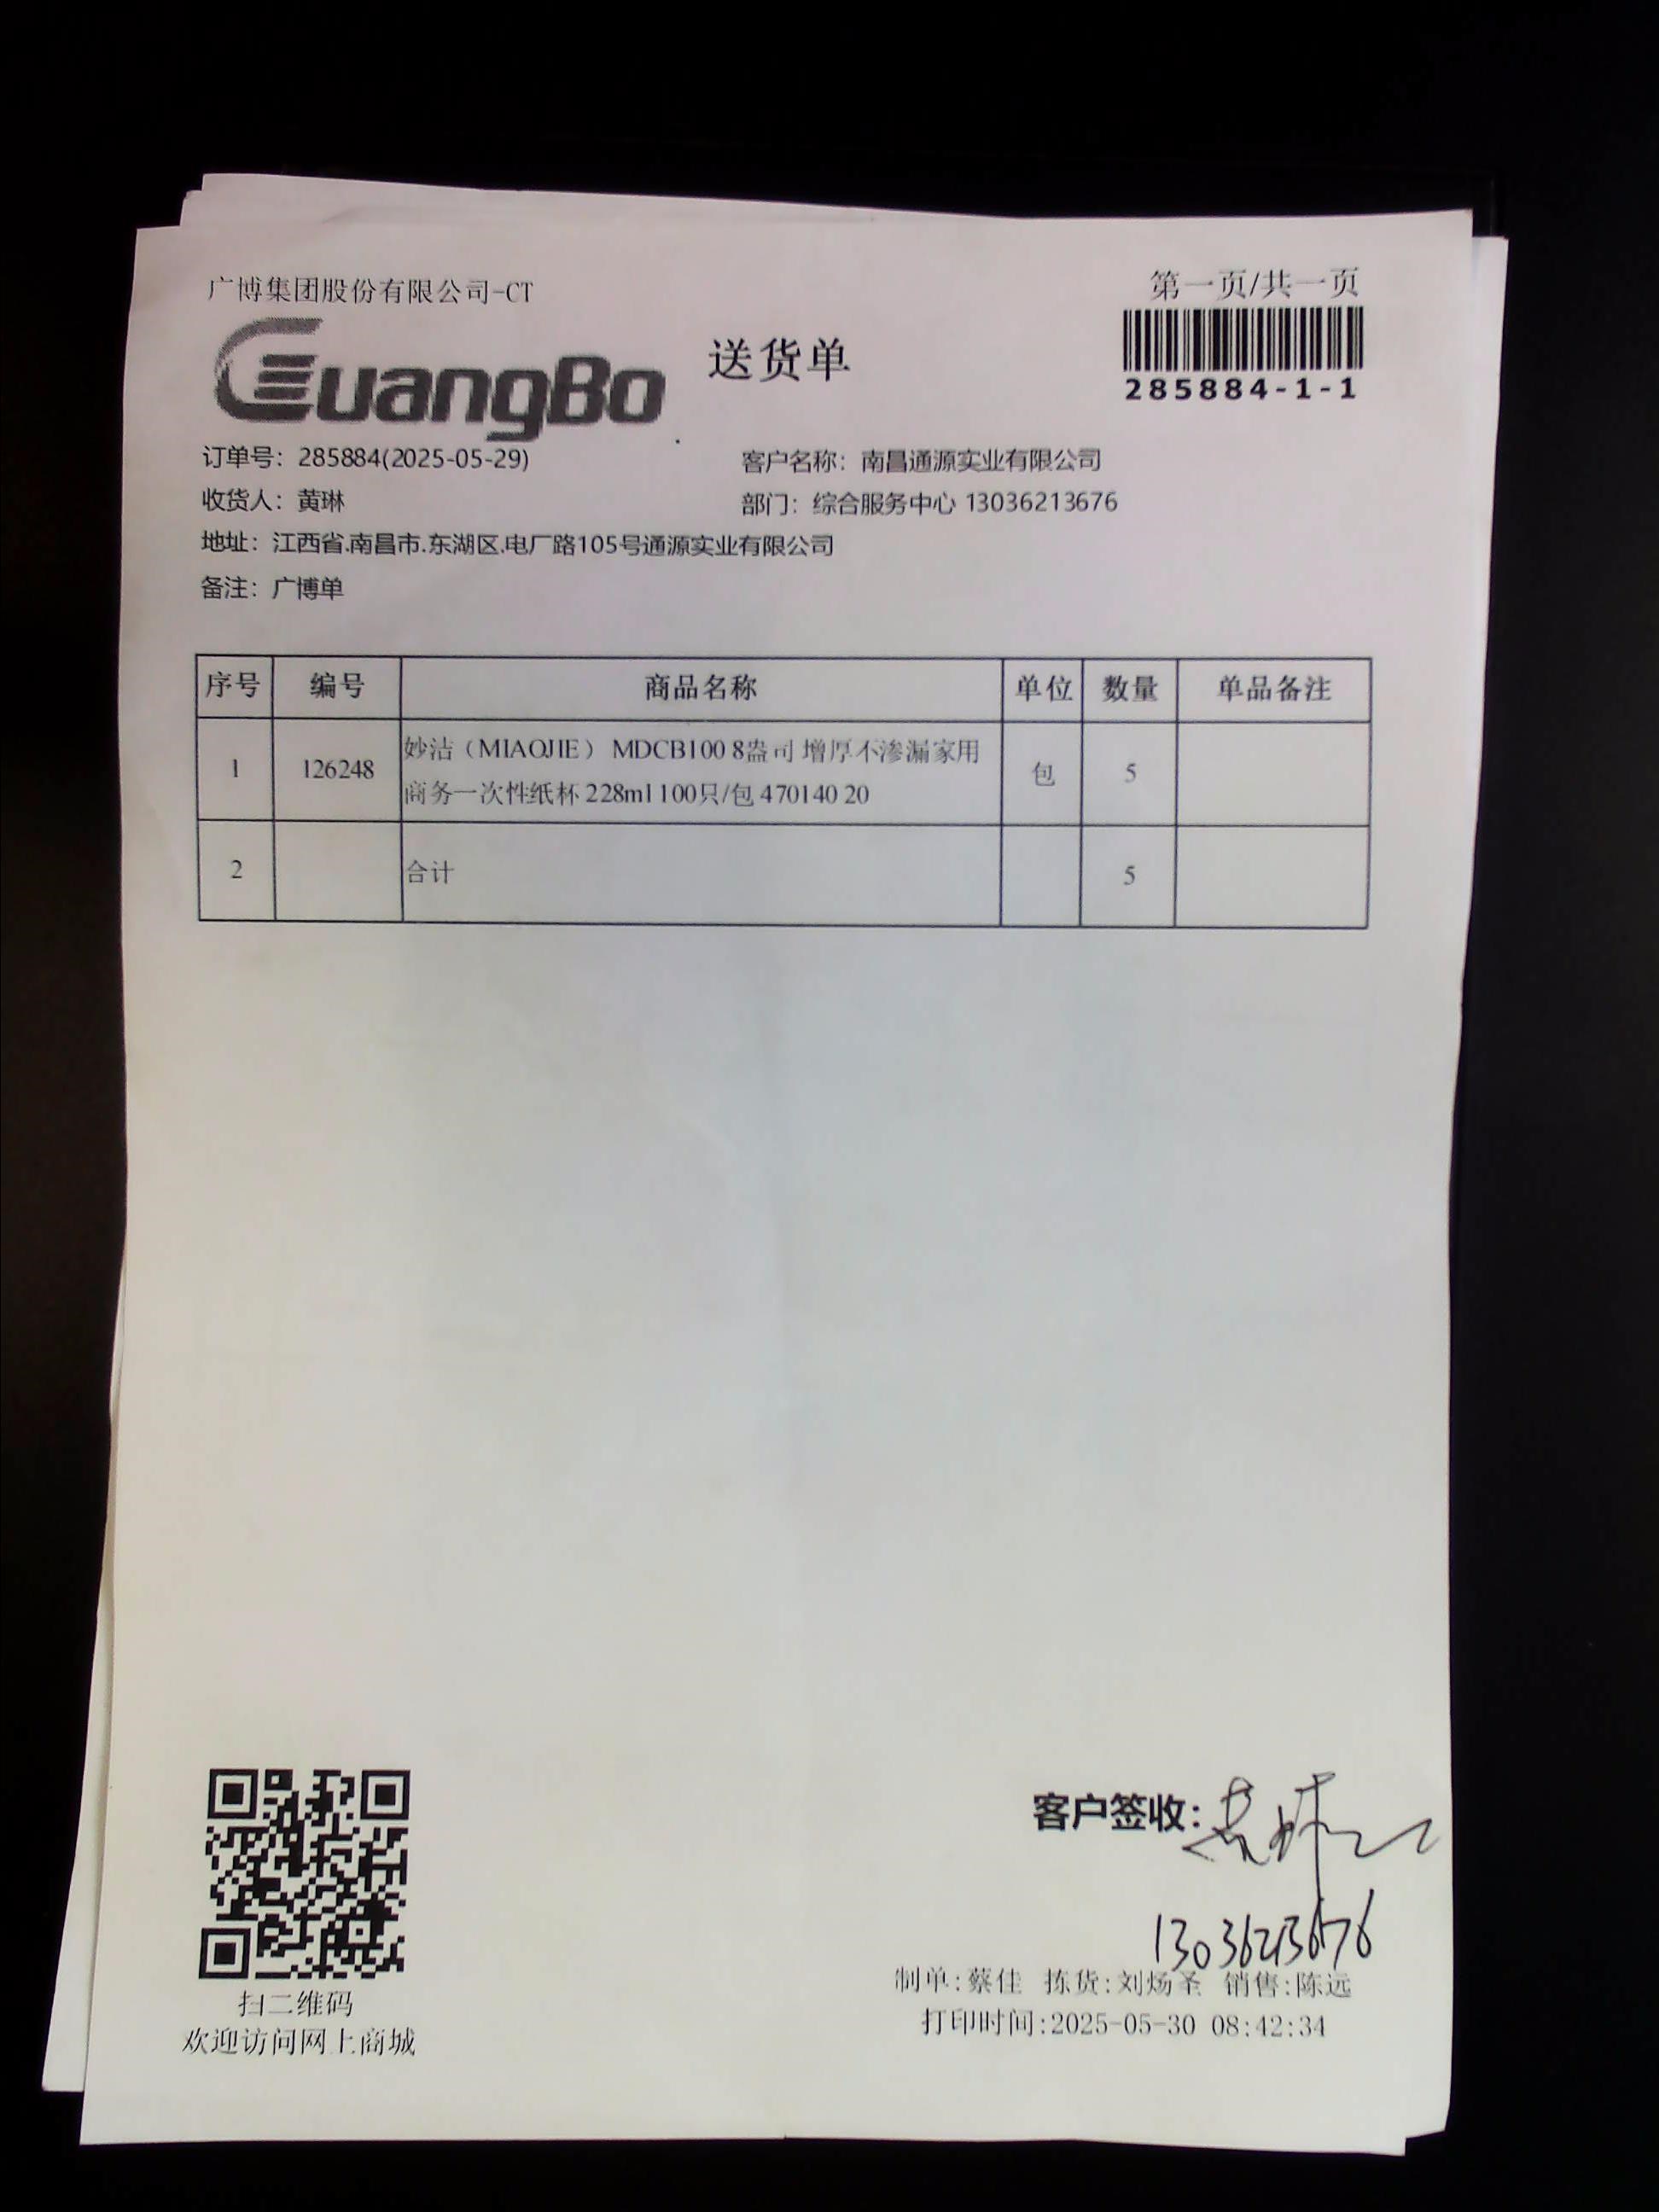 广博集团股份有限公司-CT
第一页/共一页
GuangBo
送货单
285884-1-1
订单号：285884(2025-05-29)
客户名称：南昌通源实业有限公司
收货人：黄琳
部门：综合服务中心 13036213676
地址：江西省.南昌市.东湖区.电厂路105号通源实业有限公司
备注：广博单
序号 编号 商品名称 单位 数量 单品备注
1 126248 妙洁（MIAOJIE） MDCB100 8盎司 增厚不渗漏家用
商务一次性纸杯 228ml 100只/包 470140 20 包 5
2 合计 5
客户签收：黄琳
13036213676
制单:蔡佳 拣货:刘炀圣 销售:陈远
打印时间:2025-05-30 08:42:34
扫二维码
欢迎访问网上商城